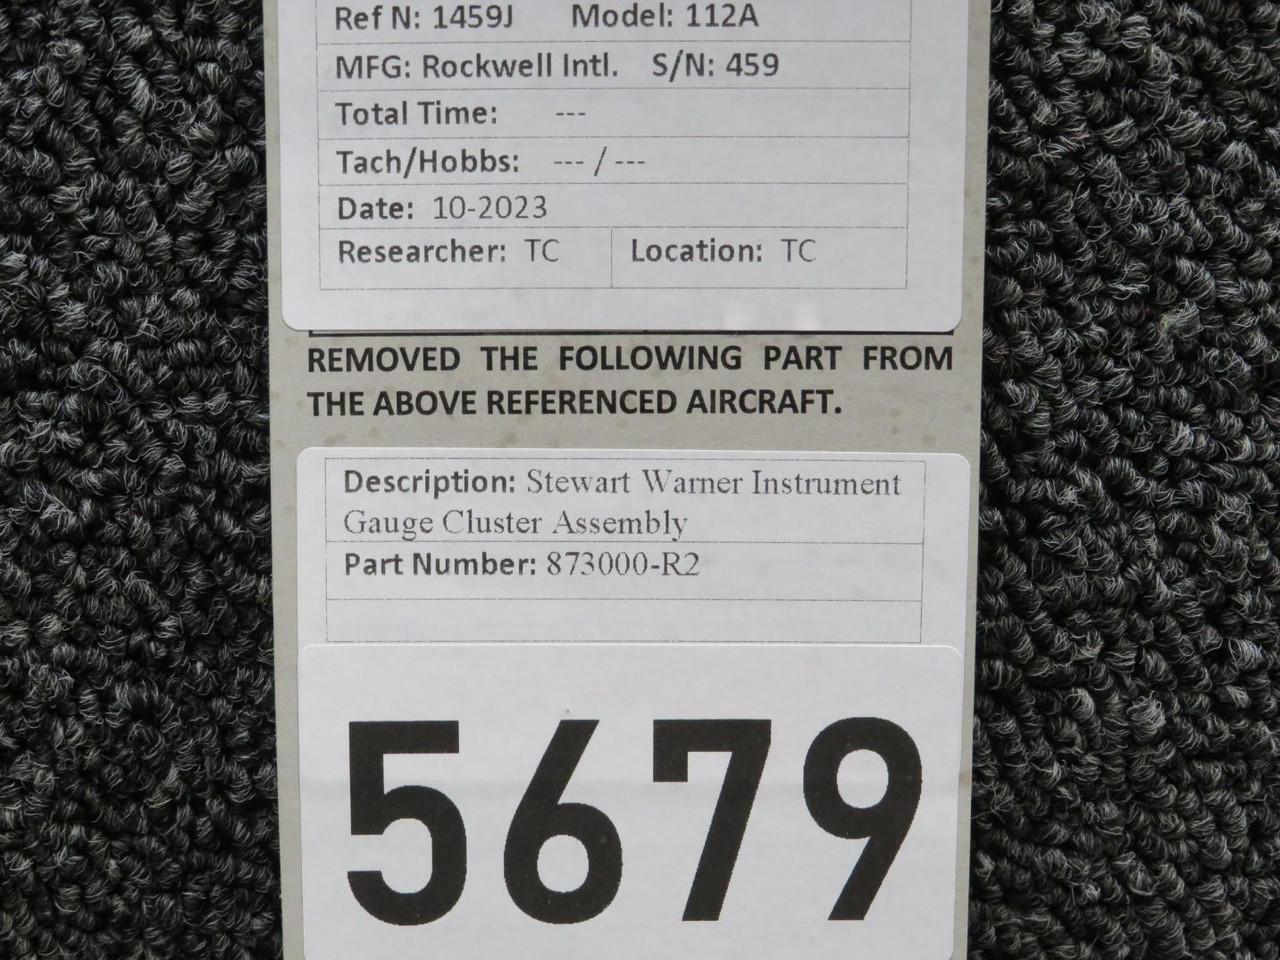 Ref N: 1459J Model: 112A
MFG: Rockwell Intl. S/N: 459
Total Time: ---
Tach/Hobbs: --- / ---
Date: 10-2023
Researcher: TC Location: TC
REMOVED THE FOLLOWING PART FROM
THE ABOVE REFERENCED AIRCRAFT.
Description: Stewart Warner Instrument
Gauge Cluster Assembly
Part Number: 873000-R2
5679